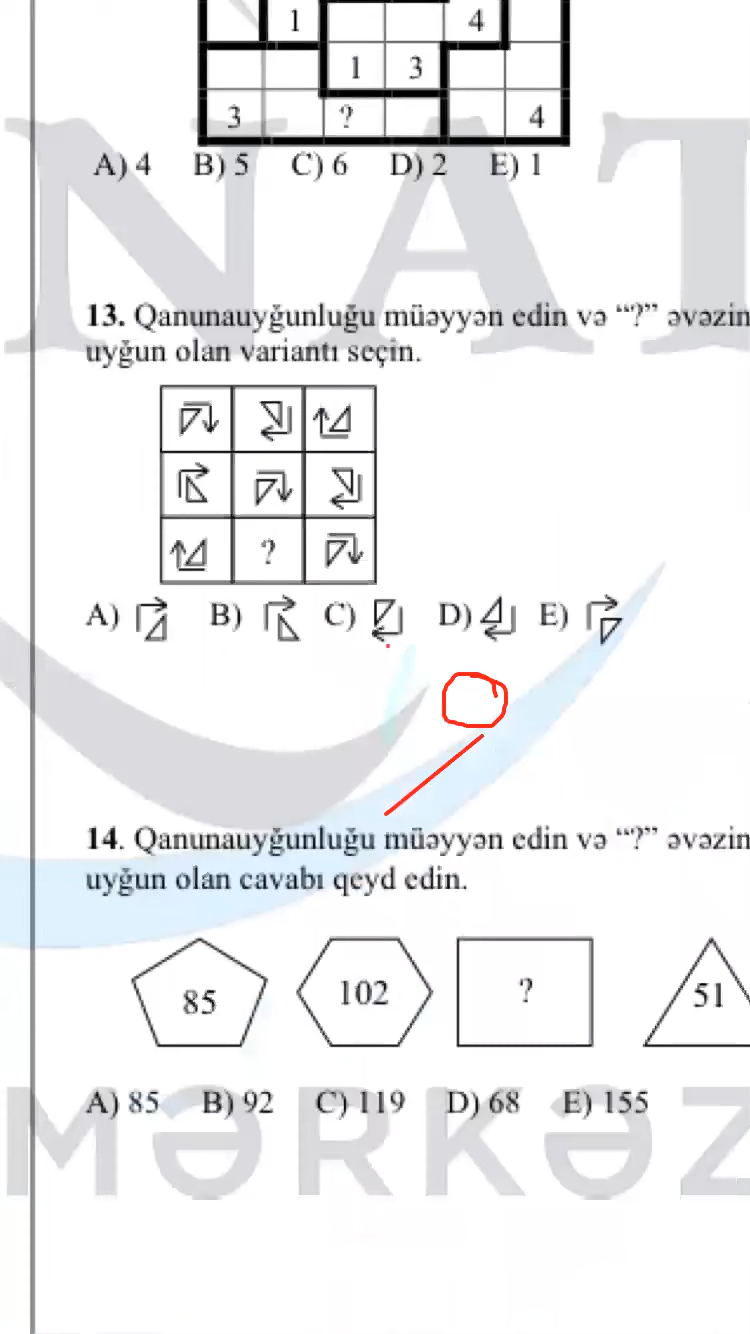 1 4
1 3
3 ? 4
A) 4 B) 5 C) 6 D) 2 E) 1
13. Qanunauyğunluğu müəyyən edin və “?” əvəzin
uyğun olan variantı seçin.
?
A) B) C) D) E)
14. Qanunauyğunluğu müəyyən edin və “?” əvəzin
uyğun olan cavabı qeyd edin.
85 102 ? 51
A) 85 B) 92 C) 119 D) 68 E) 155
NAT
MƏRKƏZ